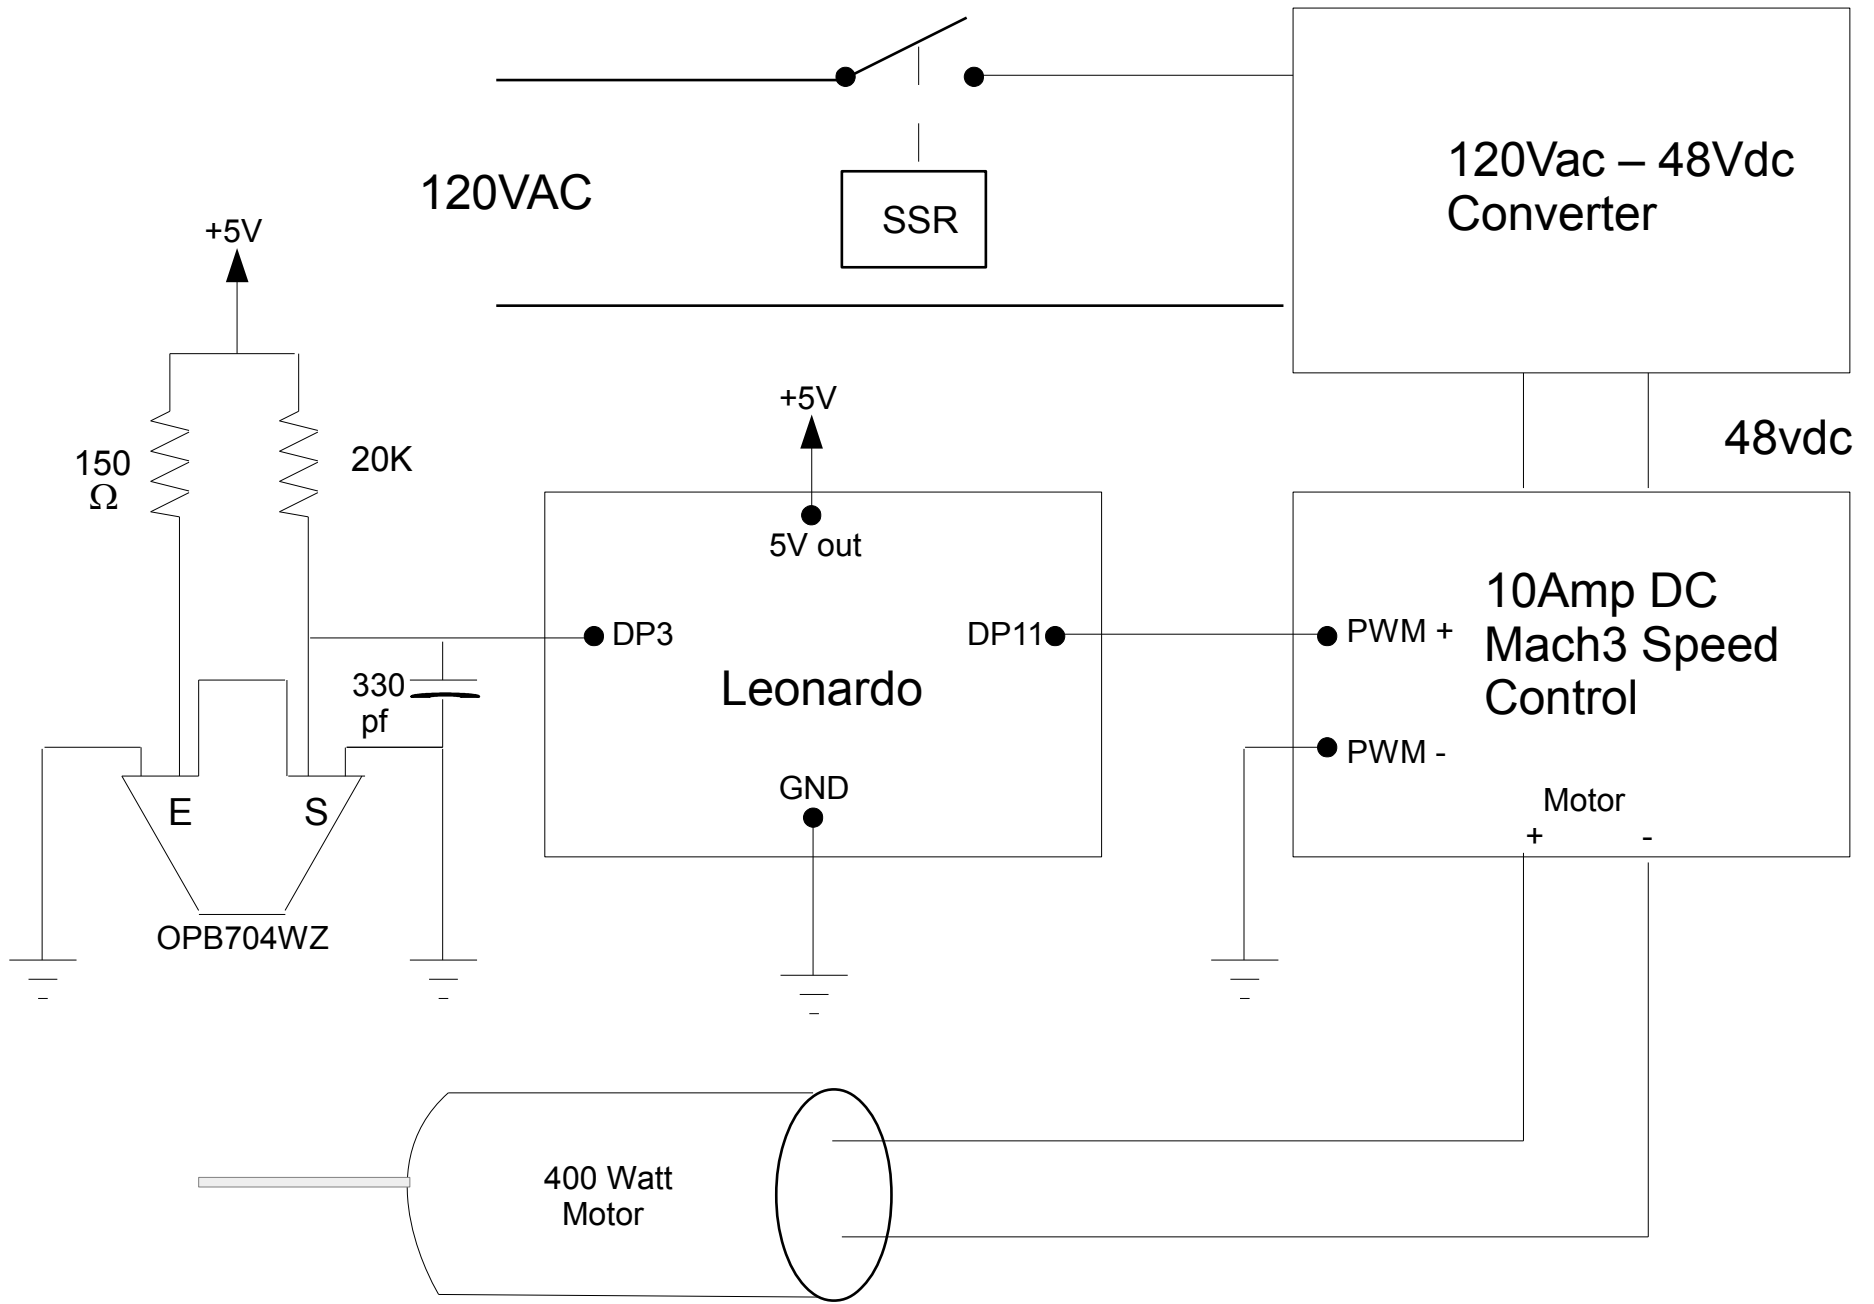 120Vac – 48Vdc
Converter
120VAC
SSR
+5V
+5V
48vdc
150
Ω
20K
5V out
10Amp DC
Mach3 Speed
Control
DP3
DP11
PWM +
Leonardo
330
pf
PWM -
GND
Motor
+
-
E
S
OPB704WZ
400 Watt
Motor